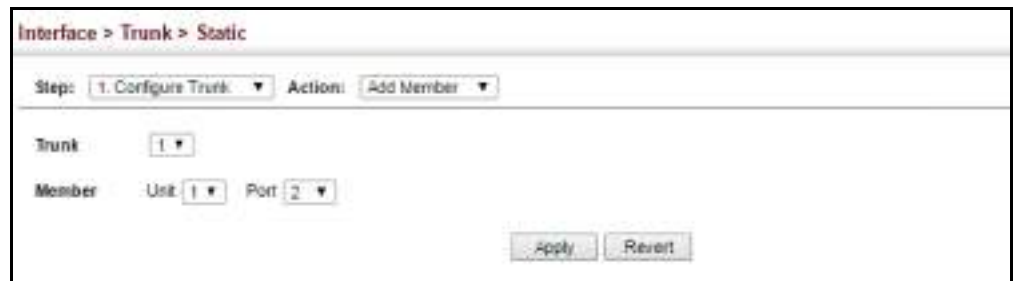 Interface > Trunk > Static
Step: 1. Configure Trunk Action: Add Member
Trunk 1
Member Unit 1 Port 2
Apply Revert